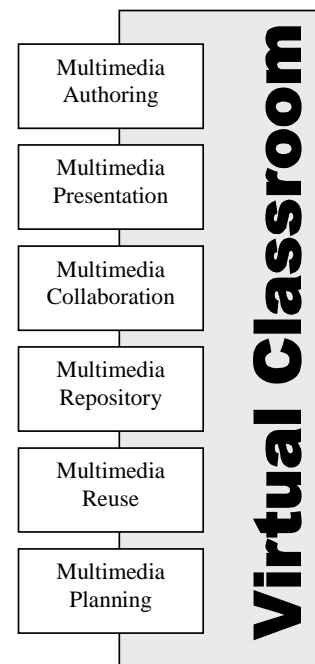 Multimedia
Authoring
Multimedia
Presentation
Multimedia
Collaboration
Multimedia
Repository
Multimedia
Reuse
Multimedia
Planning
Virtual Classroom